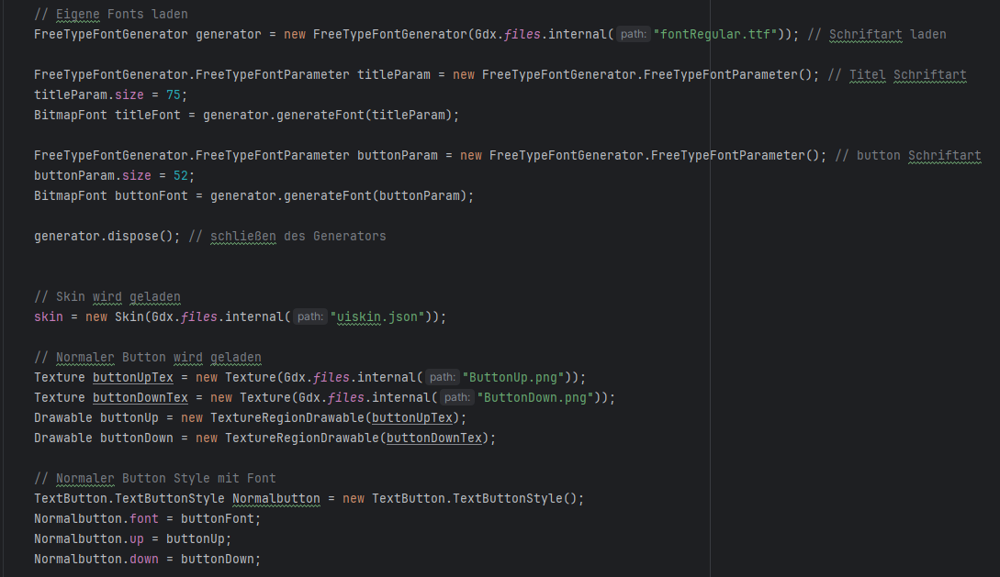 // Eigene Fonts laden
FreeTypeFontGenerator generator = new FreeTypeFontGenerator(Gdx.files.internal( path: "fontRegular.ttf")); // Schriftart laden
FreeTypeFontGenerator.FreeTypeFontParameter titleParam = new FreeTypeFontGenerator.FreeTypeFontParameter(); // Titel Schriftart
titleParam.size = 75;
BitmapFont titleFont = generator.generateFont(titleParam);
FreeTypeFontGenerator.FreeTypeFontParameter buttonParam = new FreeTypeFontGenerator.FreeTypeFontParameter(); // button Schriftart
buttonParam.size = 52;
BitmapFont buttonFont = generator.generateFont(buttonParam);
generator.dispose(); // schließen des Generators
// Skin wird geladen
skin = new Skin(Gdx.files.internal( path: "uiskin.json"));
// Normaler Button wird geladen
Texture buttonUpTex = new Texture(Gdx.files.internal( path: "ButtonUp.png"));
Texture buttonDownTex = new Texture(Gdx.files.internal( path: "ButtonDown.png"));
Drawable buttonUp = new TextureRegionDrawable(buttonUpTex);
Drawable buttonDown = new TextureRegionDrawable(buttonDownTex);
// Normaler Button Style mit Font
TextButton.TextButtonStyle Normalbutton = new TextButton.TextButtonStyle();
Normalbutton.font = buttonFont;
Normalbutton.up = buttonUp;
Normalbutton.down = buttonDown;